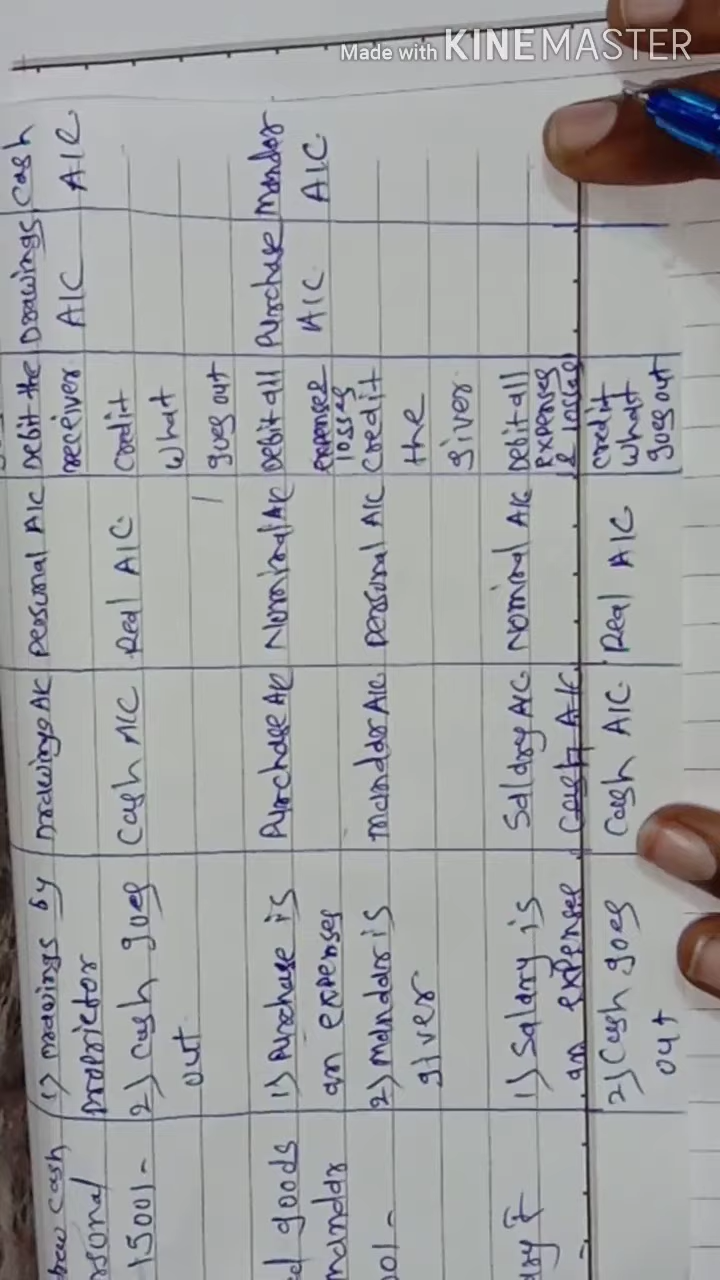 Made with KINEMASTER
1) Drawings by
proprietor
2) Cash goes
out
Drawings A/C
Cash A/C
Personal A/C
Real A/C
Debit the
receiver
Credit
what
goes out
Drawings
A/C
Cash
A/C
goods
mandar
1) Purchase is
an expenses
2) Mandar is
giver
Purchase A/C
Mandar A/C
Nominal A/C
Personal A/C
Debit all
expenses
losses
Credit
the
giver
Purchase
A/C
Mandar
A/C
1) Salary is
an expenses
2) Cash goes
out
Salary A/C
Cash A/C
Cash A/C
Nominal A/C
Real A/C
Debit all
Expenses
& losses
Credit
what
goes out